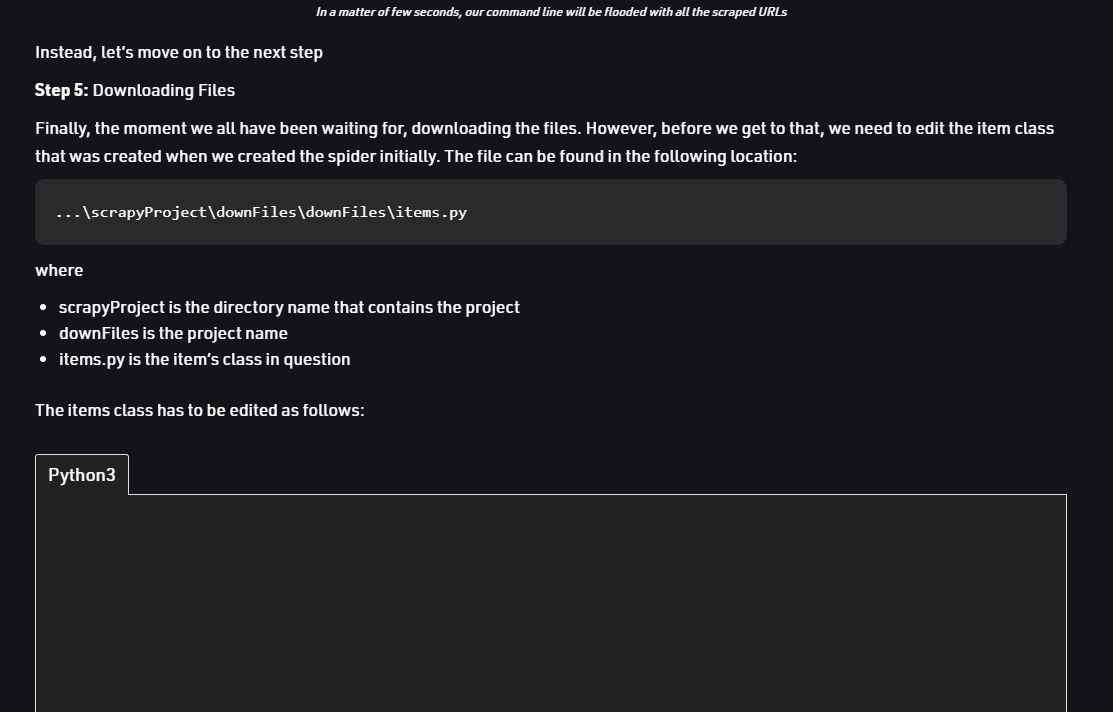 In a matter of few seconds, our command line will be flooded with all the scraped URLs
Instead, let’s move on to the next step
Step 5: Downloading Files
Finally, the moment we all have been waiting for, downloading the files. However, before we get to that, we need to edit the item class
that was created when we created the spider initially. The file can be found in the following location:
...\scrapyProject\downFiles\downFiles\items.py
where
• scrapyProject is the directory name that contains the project
• downFiles is the project name
• items.py is the item’s class in question
The items class has to be edited as follows:
Python3